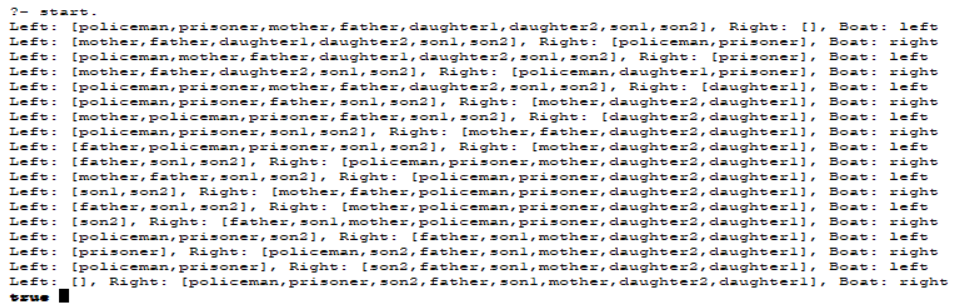 ?- start.
Left: [policeman,prisoner,mother,father,daughter1,daughter2,son1,son2], Right: [], Boat: left
Left: [mother,father,daughter1,daughter2,son1,son2], Right: [policeman,prisoner], Boat: right
Left: [policeman,mother,father,daughter1,daughter2,son1,son2], Right: [prisoner], Boat: left
Left: [mother,father,daughter2,son1,son2], Right: [policeman,daughter1,prisoner], Boat: right
Left: [policeman,prisoner,mother,father,daughter2,son1,son2], Right: [daughter1], Boat: left
Left: [policeman,prisoner,father,son1,son2], Right: [mother,daughter2,daughter1], Boat: right
Left: [mother,policeman,prisoner,father,son1,son2], Right: [daughter2,daughter1], Boat: left
Left: [policeman,prisoner,son1,son2], Right: [mother,father,daughter2,daughter1], Boat: right
Left: [father,policeman,prisoner,son1,son2], Right: [mother,daughter2,daughter1], Boat: left
Left: [father,son1,son2], Right: [policeman,prisoner,mother,daughter2,daughter1], Boat: right
Left: [mother,father,son1,son2], Right: [policeman,prisoner,daughter2,daughter1], Boat: left
Left: [son1,son2], Right: [mother,father,policeman,prisoner,daughter2,daughter1], Boat: right
Left: [father,son1,son2], Right: [mother,policeman,prisoner,daughter2,daughter1], Boat: left
Left: [son2], Right: [father,son1,mother,policeman,prisoner,daughter2,daughter1], Boat: right
Left: [policeman,prisoner,son2], Right: [father,son1,mother,daughter2,daughter1], Boat: left
Left: [prisoner], Right: [policeman,son2,father,son1,mother,daughter2,daughter1], Boat: right
Left: [policeman,prisoner], Right: [son2,father,son1,mother,daughter2,daughter1], Boat: left
Left: [], Right: [policeman,prisoner,son2,father,son1,mother,daughter2,daughter1], Boat: right
true